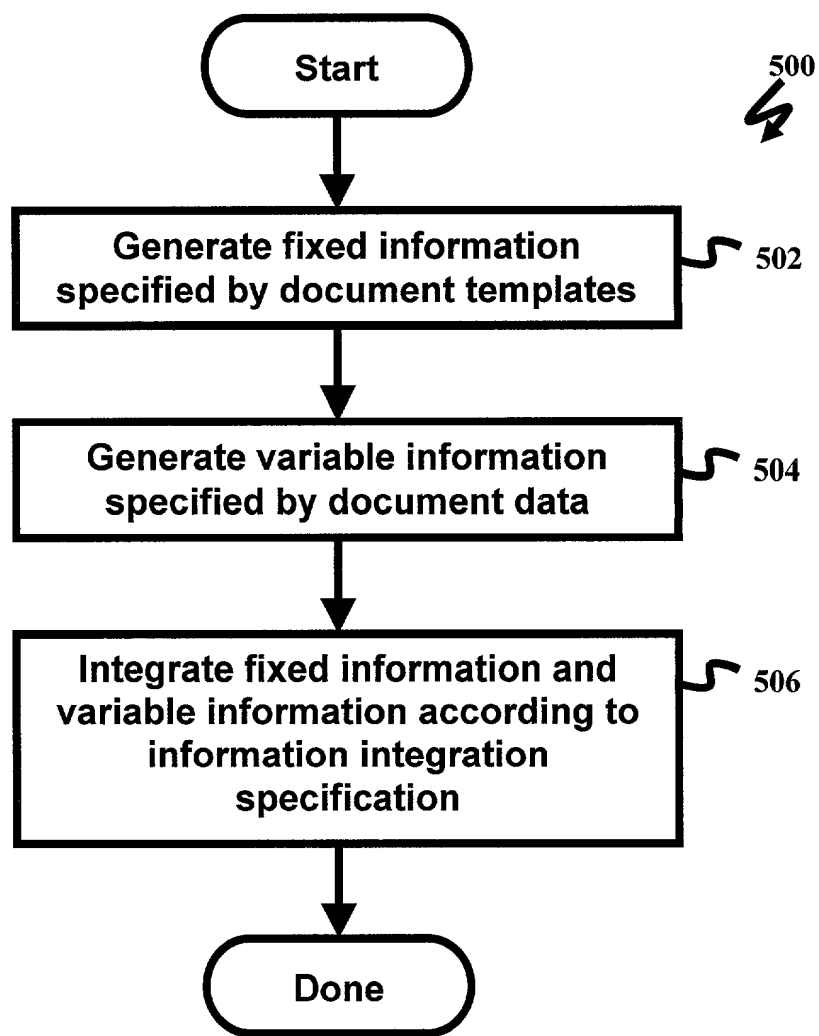 Start
500
Generate fixed information
specified by document templates
502
Generate variable information
specified by document data
504
Integrate fixed information and
variable information according to
information integration
specification
506
Done